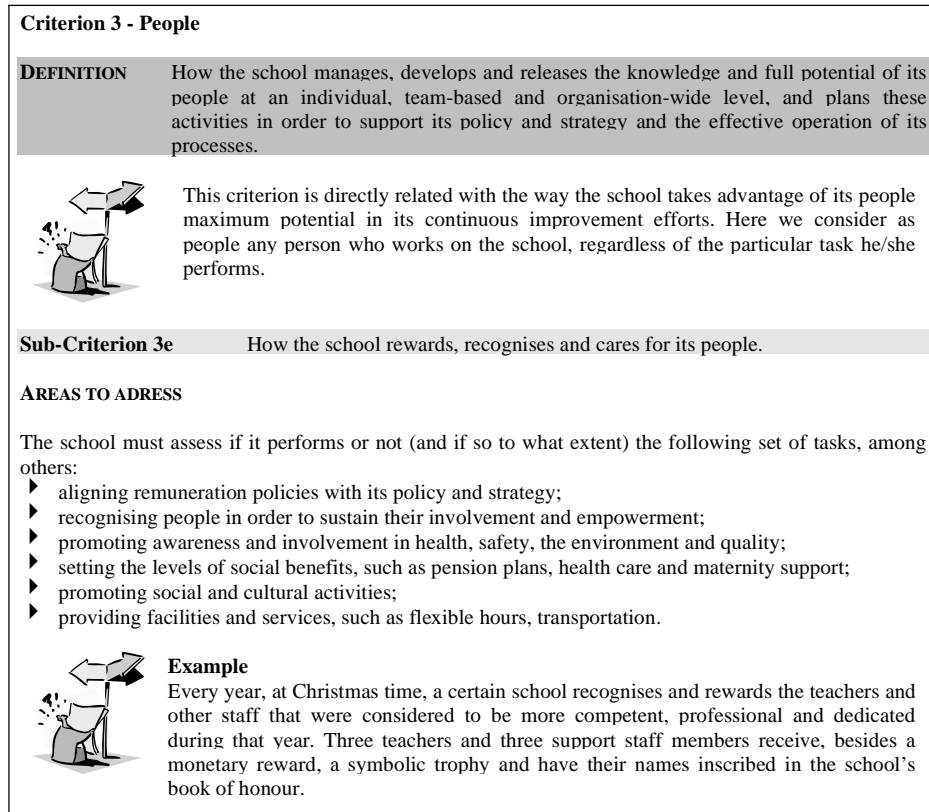 Criterion 3 - People
DEFINITION How the school manages, develops and releases the knowledge and full potential of its
people at an individual, team-based and organisation-wide level, and plans these
activities in order to support its policy and strategy and the effective operation of its
processes.
This criterion is directly related with the way the school takes advantage of its people
maximum potential in its continuous improvement efforts. Here we consider as
people any person who works on the school, regardless of the particular task he/she
performs.
Sub-Criterion 3e How the school rewards, recognises and cares for its people.
AREAS TO ADRESS
The school must assess if it performs or not (and if so to what extent) the following set of tasks, among
others:
aligning remuneration policies with its policy and strategy;
recognising people in order to sustain their involvement and empowerment;
promoting awareness and involvement in health, safety, the environment and quality;
setting the levels of social benefits, such as pension plans, health care and maternity support;
promoting social and cultural activities;
providing facilities and services, such as flexible hours, transportation.
Example
Every year, at Christmas time, a certain school recognises and rewards the teachers and
other staff that were considered to be more competent, professional and dedicated
during that year. Three teachers and three support staff members receive, besides a
monetary reward, a symbolic trophy and have their names inscribed in the school's
book of honour.